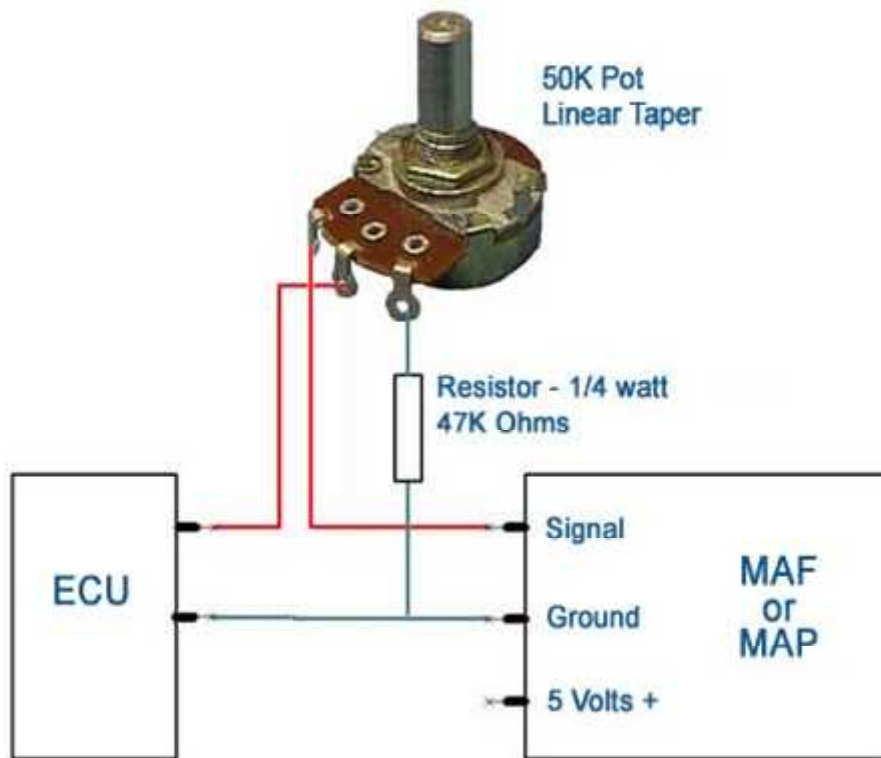 50K Pot
Linear Taper
Resistor - 1/4 watt
47K Ohms
ECU
Signal
Ground
5 Volts +
MAF
or
MAP